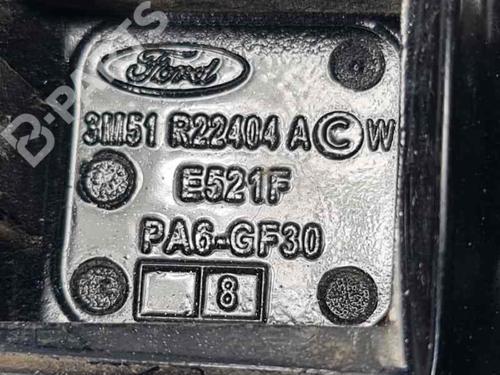 B-PARTS
Ford
3M51 R22404 A C W
E521F
PA6-GF30
8